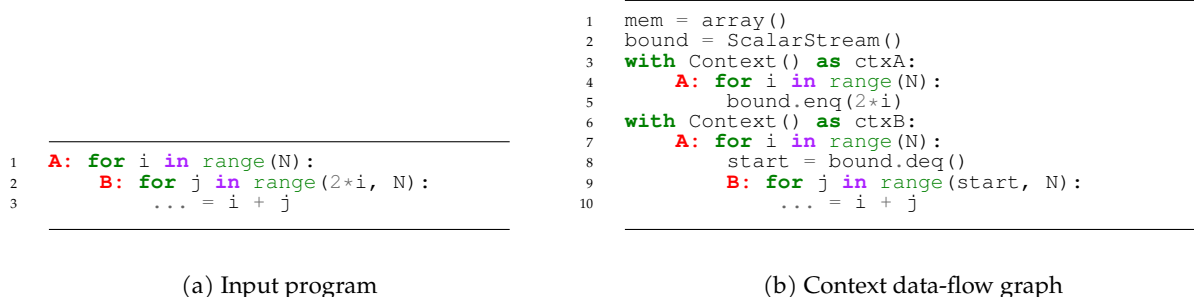 1 A: for i in range(N):
2 B: for j in range(2*i, N):
3 ... = i + j
(a) Input program
1 mem = array()
2 bound = ScalarStream()
3 with Context() as ctxA:
4 A: for i in range(N):
5 bound.enq(2*i)
6 with Context() as ctxB:
7 A: for i in range(N):
8 start = bound.deq()
9 B: for j in range(start, N):
10 ... = i + j
(b) Context data-flow graph